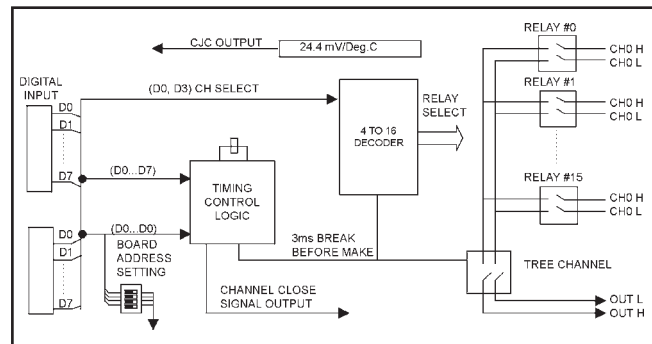 CJC OUTPUT
24.4 mV/Deg.C
RELAY #0
CH0 H
CH0 L
DIGITAL
INPUT
D0
D1
D7
(D0, D3) CH SELECT
4 TO 16
DECODER
RELAY
SELECT
RELAY #1
CH0 H
CH0 L
(D0...D7)
TIMING
CONTROL
LOGIC
RELAY #15
CH0 H
CH0 L
D0
D1
D7
(D0...D0)
BOARD
ADDRESS
SETTING
3ms BREAK
BEFORE MAKE
TREE CHANNEL
CHANNEL CLOSE
SIGNAL OUTPUT
OUT L
OUT H